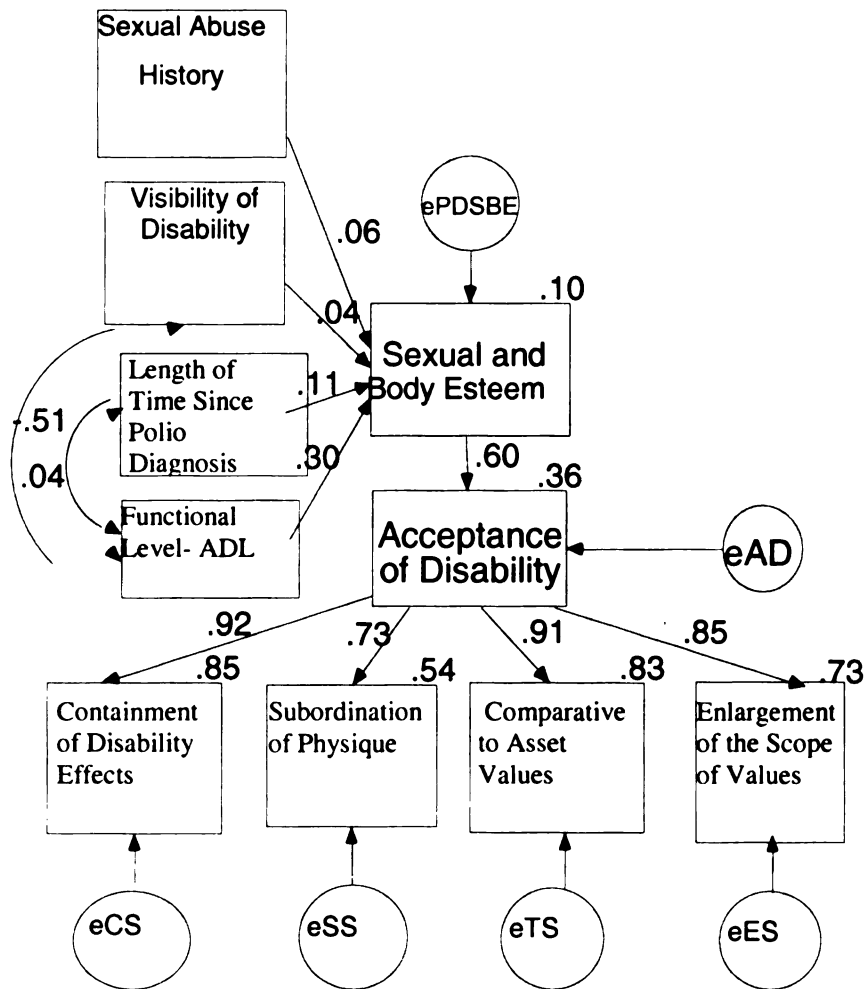 Sexual Abuse
History
Visibility of
Disability
ePDSBE
.06
.10
.04
Sexual and
Body Esteem
Length of
Time Since
Polio
Diagnosis
.11
-.51
.30
.04
.60
.36
Functional
Level- ADL
Acceptance
of Disability
eAD
.92
.73
.91
.85
.85
.54
.83
.73
Containment
of Disability
Effects
Subordination
of Physique
Comparative
to Asset
Values
Enlargement
of the Scope
of Values
eCS
eSS
eTS
eES